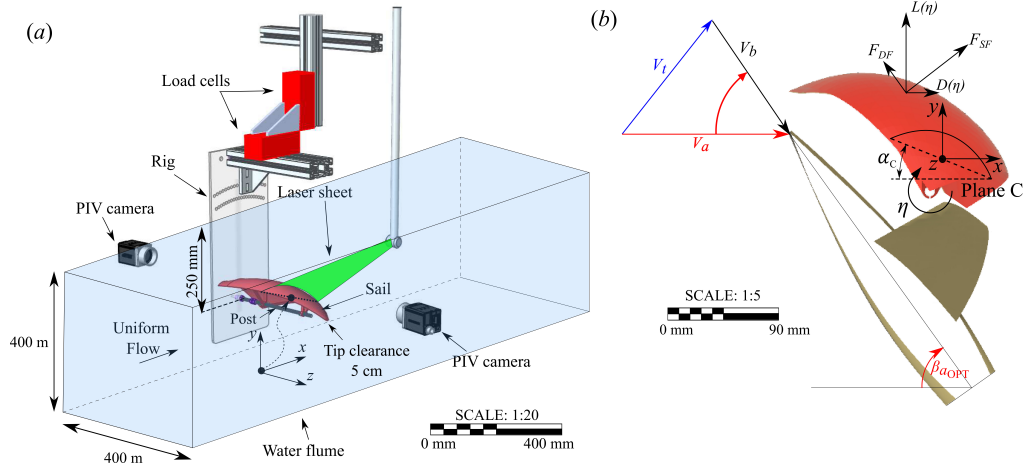 (a)
Load cells
Rig
Laser sheet
PIV camera
250 mm
Sail
Post
Uniform
Flow
400 m
y
x
z
Tip clearance
5 cm
PIV camera
400 m
Water flume
SCALE: 1:20
0 mm
400 mm
(b)
L(η)
F_SF
F_DF
D(η)
V_t
V_b
V_a
y
x
z
α_C
Plane C
η
SCALE: 1:5
0 mm
90 mm
β_a_OPT